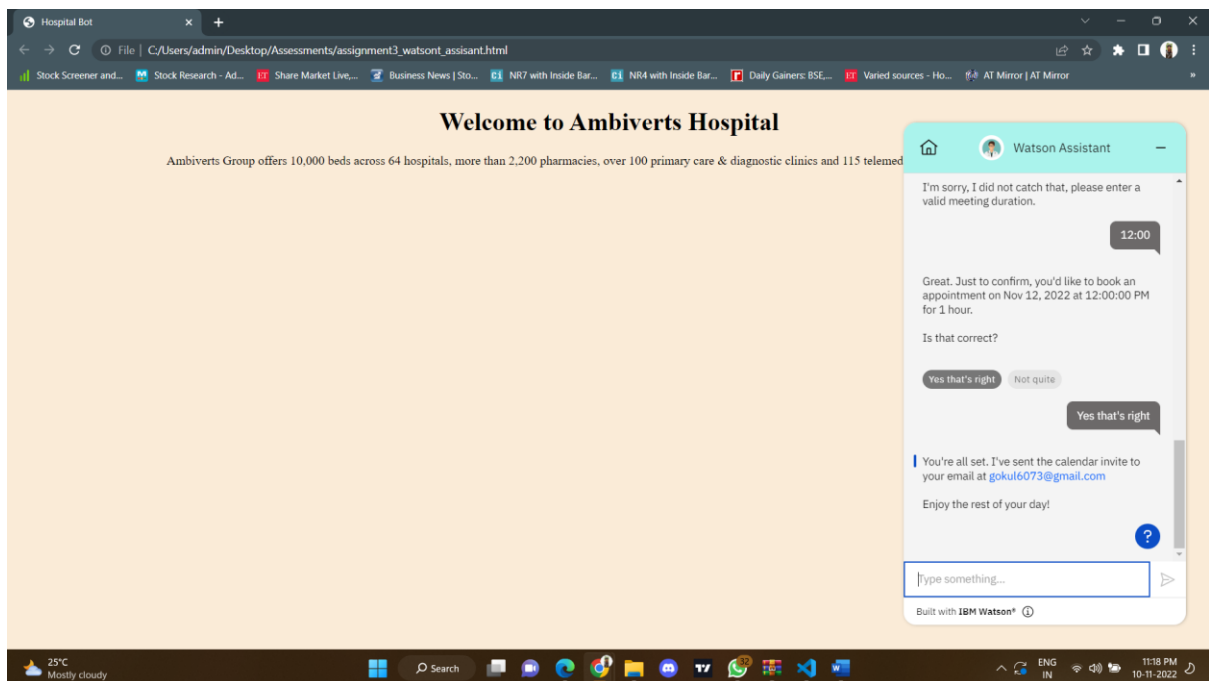 Hospital Bot
File | C:/Users/admin/Desktop/Assessments/assignment3_watsont_assisant.html
Stock Screener and... Stock Research - Ad... Share Market Live,... Business News | Sto... NR7 with Inside Bar... NR4 with Inside Bar... Daily Gainers: BSE,... Varied sources - Ho... AT Mirror | AT Mirror »
Welcome to Ambiverts Hospital
Ambiverts Group offers 10,000 beds across 64 hospitals, more than 2,200 pharmacies, over 100 primary care & diagnostic clinics and 115 telemed
Watson Assistant
I'm sorry, I did not catch that, please enter a
valid meeting duration.
12:00
Great. Just to confirm, you'd like to book an
appointment on Nov 12, 2022 at 12:00:00 PM
for 1 hour.
Is that correct?
Yes that's right Not quite
Yes that's right
You're all set. I've sent the calendar invite to
your email at gokul6073@gmail.com
Enjoy the rest of your day!
?
Type something...
Built with IBM Watson®
25°C
Mostly cloudy
Search
ENG
IN
11:18 PM
10-11-2022